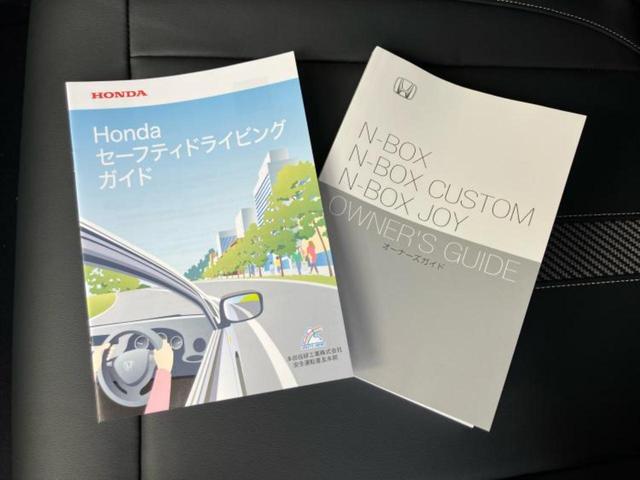 HONDA
Honda
セーフティドライビング
ガイド
本田技研工業株式会社
安全運転普及本部
N-BOX
N-BOX CUSTOM
N-BOX JOY
OWNER'S GUIDE
オーナーズガイド